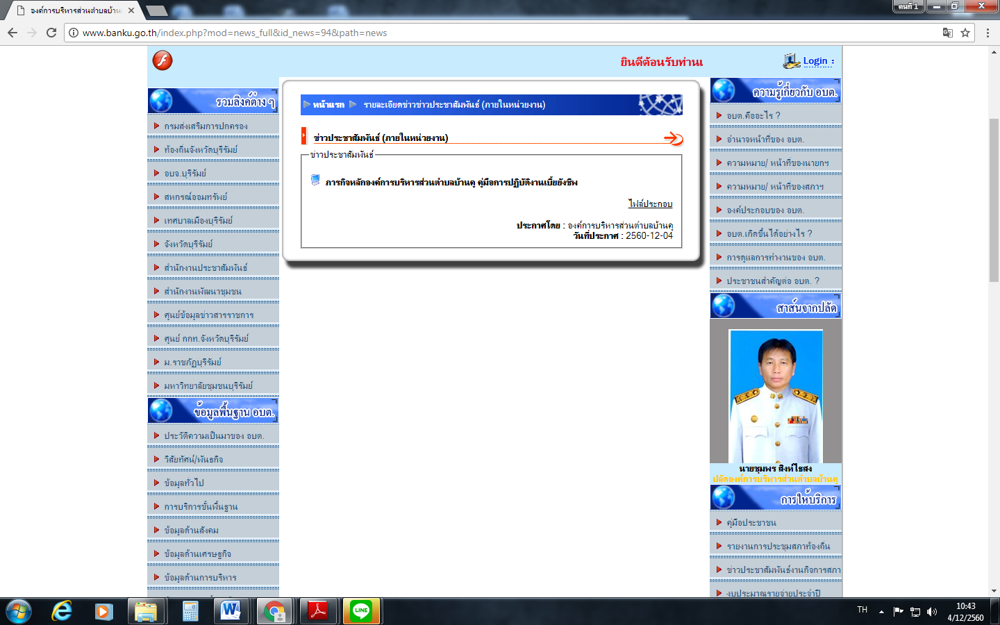 องค์การบริหารส่วนตำบลบ้าน
คนที่ 1
www.banku.go.th/index.php?mod=news_full&id_news=94&path=news
ยินดีต้อนรับท่าน
Login :
รวมลิงค์ต่าง ๆ
กรมส่งเสริมการปกครอง
ท้องถิ่นจังหวัดบุรีรัมย์
อบจ.บุรีรัมย์
สหกรณ์ออมทรัพย์
เทศบาลเมืองบุรีรัมย์
จังหวัดบุรีรัมย์
สำนักงานประชาสัมพันธ์
สำนักงานพัฒนาชุมชน
ศูนย์ข้อมูลข่าวสารราชการ
ศูนย์ กกท.จังหวัดบุรีรัมย์
ม.ราชภัฏบุรีรัมย์
มหาวิทยาลัยชุมชนบุรีรัมย์
ข้อมูลพื้นฐาน อบต.
ประวัติความเป็นมาของ อบต.
วิสัยทัศน์/พันธกิจ
ข้อมูลทั่วไป
การบริการขั้นพื้นฐาน
ข้อมูลด้านสังคม
ข้อมูลด้านเศรษฐกิจ
ข้อมูลด้านการบริหาร
หน้าแรก รายละเอียดข่าวข่าวประชาสัมพันธ์ (ภายในหน่วยงาน)
ข่าวประชาสัมพันธ์ (ภายในหน่วยงาน)
ข่าวประชาสัมพันธ์
ภารกิจหลักองค์การบริหารส่วนตำบลบ้านคู คู่มือการปฏิบัติงานเบี้ยยังชีพ
ไฟล์ประกอบ
ประกาศโดย : องค์การบริหารส่วนตำบลบ้านคู
วันที่ประกาศ : 2560-12-04
ความรู้เกี่ยวกับ อบต.
อบต.คืออะไร ?
อำนาจหน้าที่ของ อบต.
ความหมาย/ หน้าที่ของนายกฯ
ความหมาย/ หน้าที่ของสภาฯ
องค์ประกอบของ อบต.
อบต.เกิดขึ้นได้อย่างไร ?
การดูแลการทำงานของ อบต.
ประชาชนสำคัญต่อ อบต. ?
สาส์นจากปลัด
นายชุมพร สิงห์ไธสง
ปลัดองค์การบริหารส่วนตำบลบ้านคู
การให้บริการ
คู่มือประชาชน
รายงานการประชุมสภาท้องถิ่น
ข่าวประชาสัมพันธ์งานกิจการสภา
งบประมาณรายจ่ายประจำปี
LINE
TH
10:43
4/12/2560